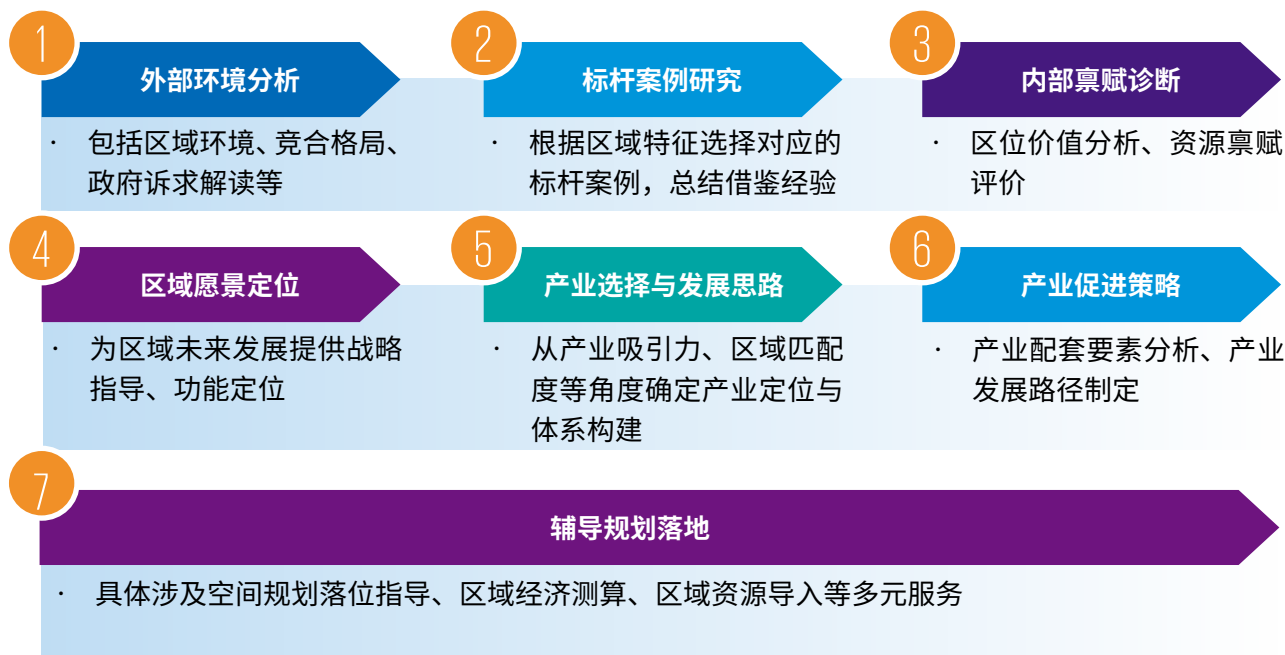 1
外部环境分析
· 包括区域环境、竞合格局、
政府诉求解读等
2
标杆案例研究
· 根据区域特征选择对应的
标杆案例，总结借鉴经验
3
内部禀赋诊断
· 区位价值分析、资源禀赋
评价
4
区域愿景定位
· 为区域未来发展提供战略
指导、功能定位
5
产业选择与发展思路
· 从产业吸引力、区域匹配
度等角度确定产业定位与
体系构建
6
产业促进策略
· 产业配套要素分析、产业
发展路径制定
7
辅导规划落地
· 具体涉及空间规划落位指导、区域经济测算、区域资源导入等多元服务